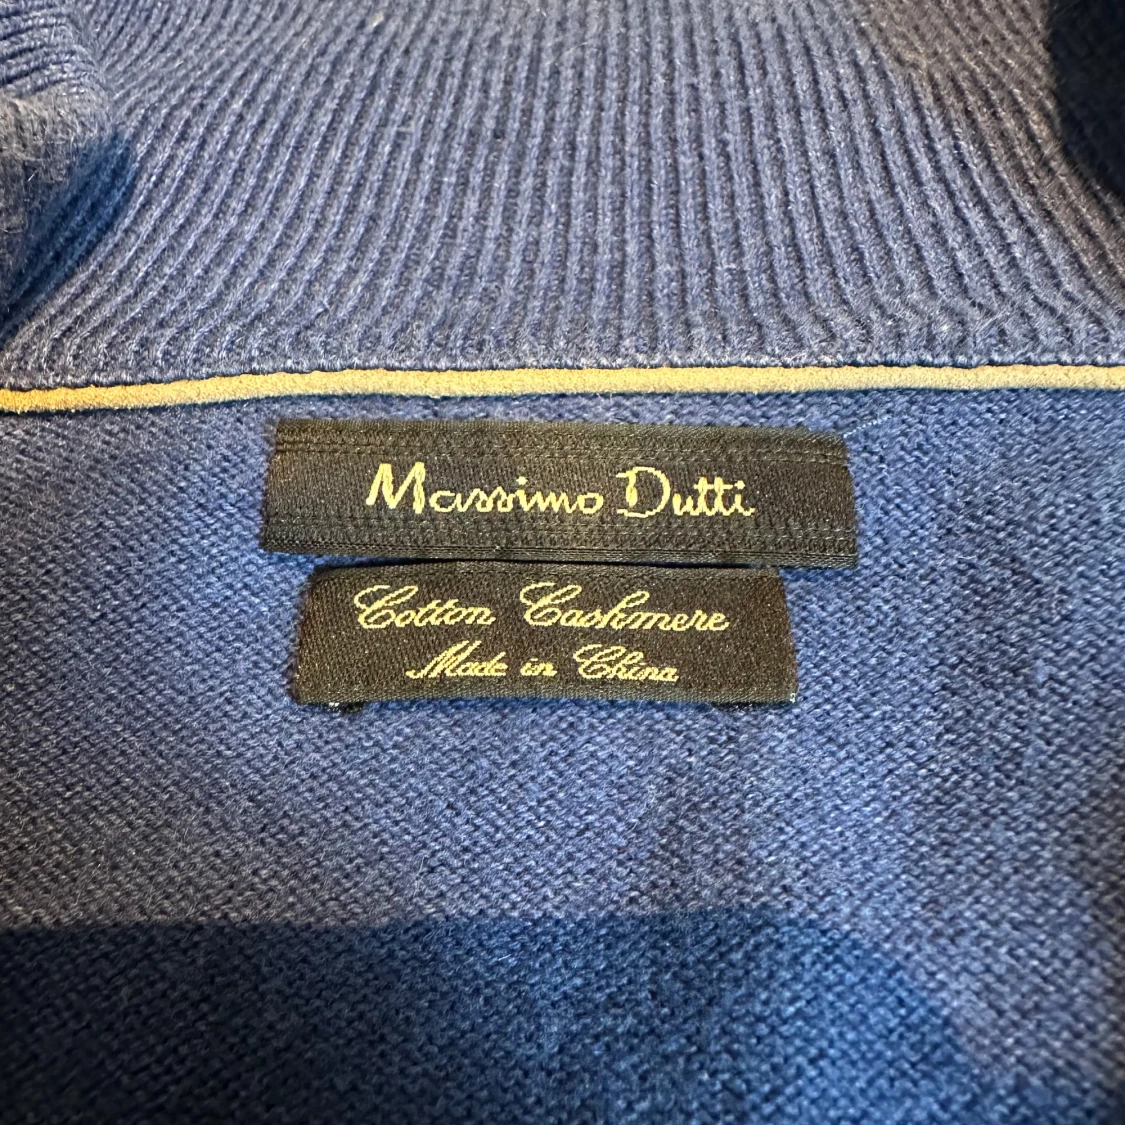 Massimo Dutti
Cotton Cashmere
Made in China